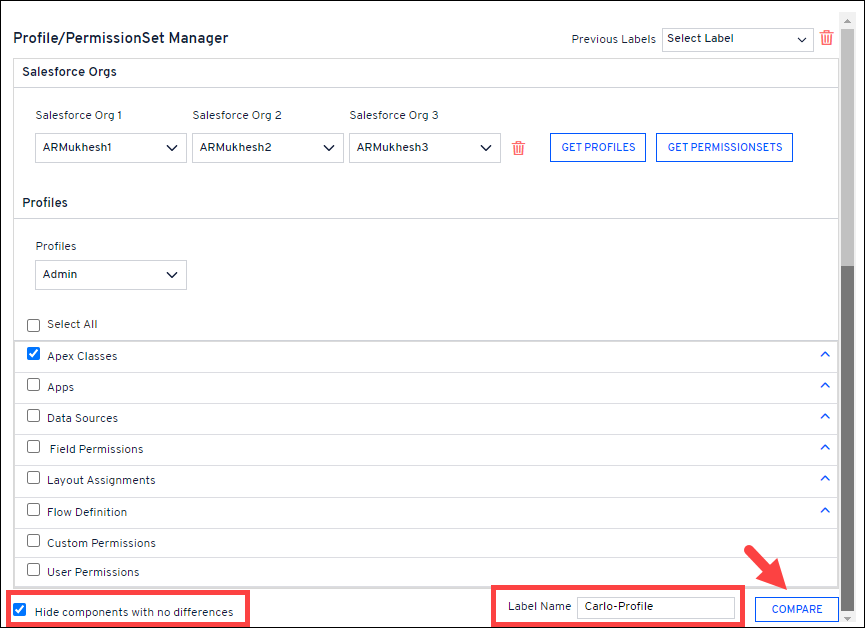 Profile/PermissionSet Manager
Previous Labels Select Label
Salesforce Orgs
Salesforce Org 1 Salesforce Org 2 Salesforce Org 3
ARMukhesh1 ARMukhesh2 ARMukhesh3 GET PROFILES GET PERMISSIONSETS
Profiles
Profiles
Admin
Select All
Apex Classes
Apps
Data Sources
Field Permissions
Layout Assignments
Flow Definition
Custom Permissions
User Permissions
Hide components with no differences Label Name Carlo-Profile COMPARE